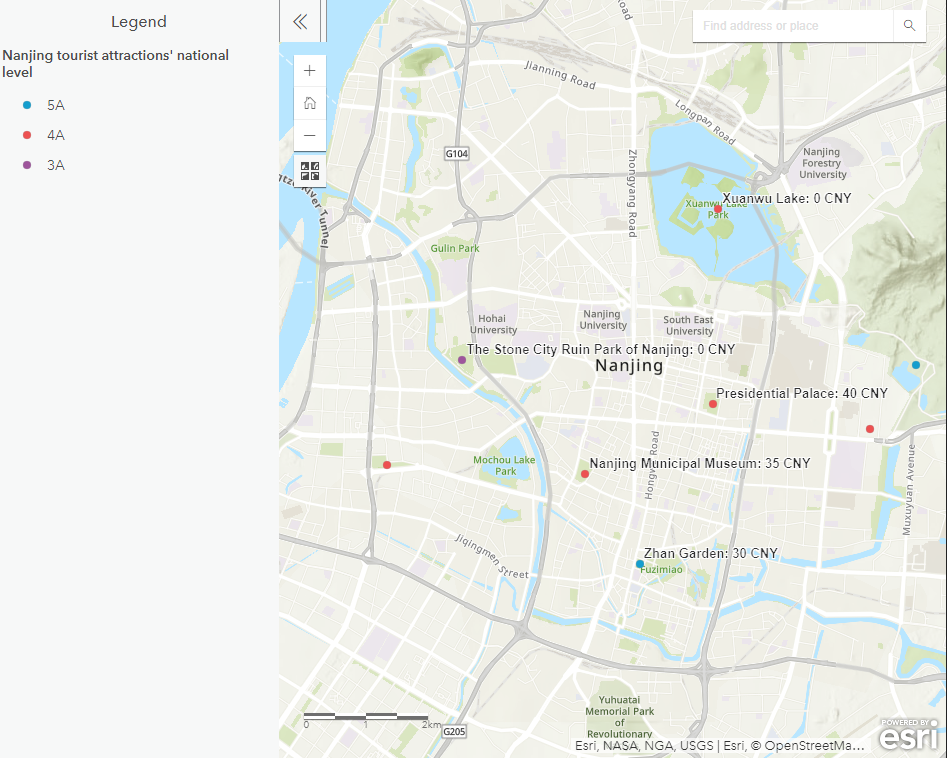 Legend
Nanjing tourist attractions' national
level
5A
4A
3A
Find address or place
Road
Jianning Road
Longpan Road
G104
Nanjing
Forestry
University
Zhongyang Road
Xuanwu Lake: 0 CNY
Xuanwu Lake
Park
River Tunnel
Gulin Park
Hohai
University
Nanjing
University
South East
University
The Stone City Ruin Park of Nanjing: 0 CNY
Nanjing
Presidential Palace: 40 CNY
Mochou Lake
Park
Nanjing Municipal Museum: 35 CNY
Road
Muxuyuan Avenue
Jiqingmen Street
Zhan Garden: 30 CNY
Fuzimiao
Yuhuatai
Memorial Park
of
Revolutionary
0 1 2km
G205
Esri, NASA, NGA, USGS | Esri, © OpenStreetMa...
POWERED BY
esri